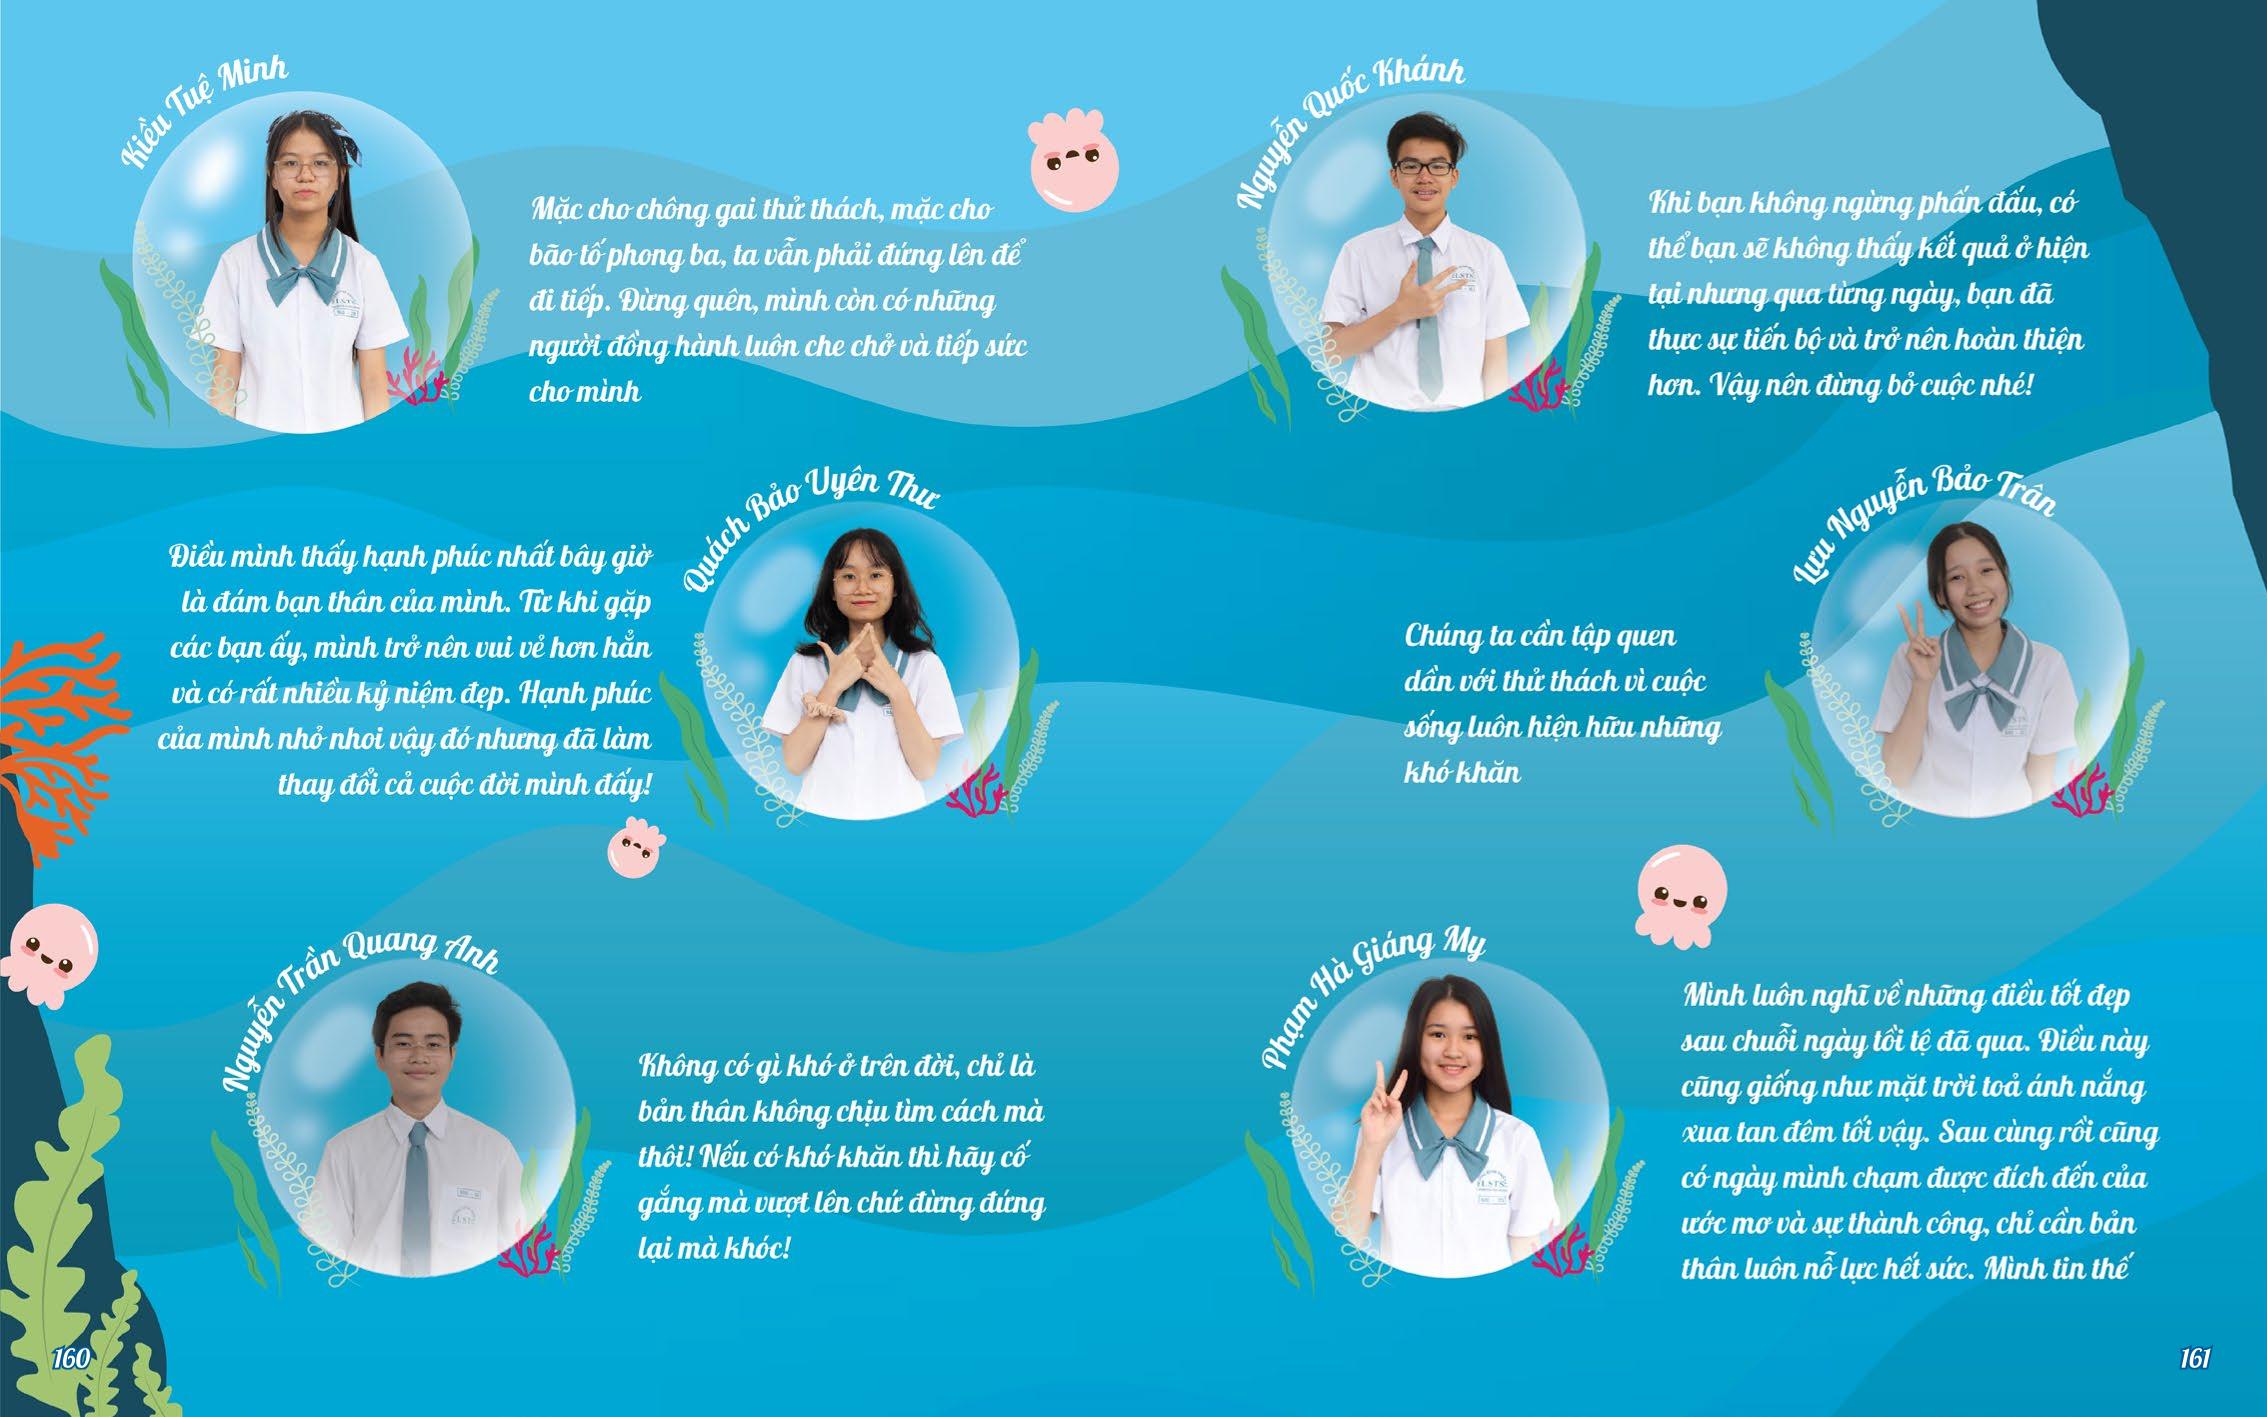 Kiều Tuệ Minh
Mặc cho chông gai thử thách, mặc cho
bão tố phong ba, ta vẫn phải đứng lên để
đi tiếp. Đừng quên, mình còn có những
người đồng hành luôn che chở và tiếp sức
cho mình
Quách Bảo Uyên Thư
Điều mình thấy hạnh phúc nhất bây giờ
là đám bạn thân của mình. Từ khi gặp
các bạn ấy, mình trở nên vui vẻ hơn hẳn
và có rất nhiều kỷ niệm đẹp. Hạnh phúc
của mình nhỏ nhoi vậy đó nhưng đã làm
thay đổi cả cuộc đời mình đấy!
Nguyễn Trần Quang Anh
Không có gì khó ở trên đời, chỉ là
bản thân không chịu tìm cách mà
thôi! Nếu có khó khăn thì hãy cố
gắng mà vượt lên chứ đừng đứng
lại mà khóc!
160
Nguyễn Quốc Khánh
Khi bạn không ngừng phấn đấu, có
thể bạn sẽ không thấy kết quả ở hiện
tại nhưng qua từng ngày, bạn đã
thực sự tiến bộ và trở nên hoàn thiện
hơn. Vậy nên đừng bỏ cuộc nhé!
Lưu Nguyễn Bảo Trân
Chúng ta cần tập quen
dần với thử thách vì cuộc
sống luôn hiện hữu những
khó khăn
Phạm Hà Giáng My
Mình luôn nghĩ về những điều tốt đẹp
sau chuỗi ngày tồi tệ đã qua. Điều này
cũng giống như mặt trời toả ánh nắng
xua tan đêm tối vậy. Sau cùng rồi cũng
có ngày mình chạm được đích đến của
ước mơ và sự thành công, chỉ cần bản
thân luôn nỗ lực hết sức. Mình tin thế
161